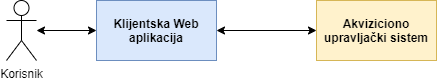 Korisnik
Klijentska Web
aplikacija
Akviziciono
upravljački sistem